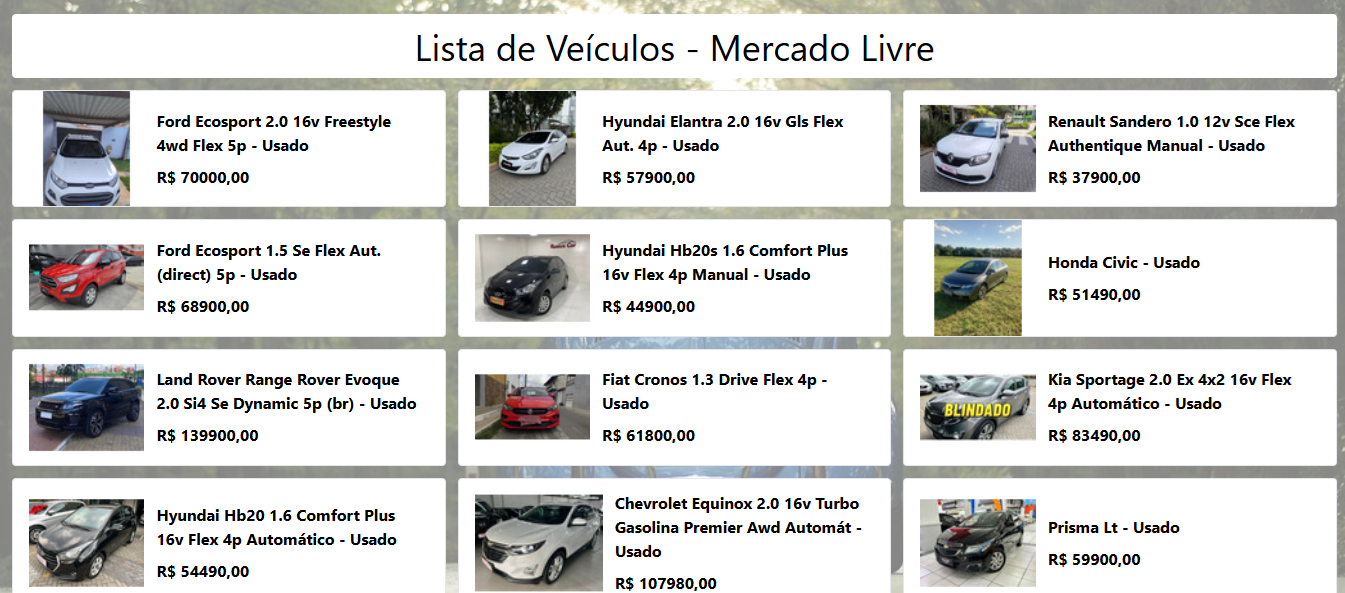 Lista de Veículos - Mercado Livre
Ford Ecosport 2.0 16v Freestyle
4wd Flex 5p - Usado
R$ 70000,00
Hyundai Elantra 2.0 16v Gls Flex
Aut. 4p - Usado
R$ 57900,00
Renault Sandero 1.0 12v Sce Flex
Authentique Manual - Usado
R$ 37900,00
Ford Ecosport 1.5 Se Flex Aut.
(direct) 5p - Usado
R$ 68900,00
Hyundai Hb20s 1.6 Comfort Plus
16v Flex 4p Manual - Usado
R$ 44900,00
Honda Civic - Usado
R$ 51490,00
Land Rover Range Rover Evoque
2.0 Si4 Se Dynamic 5p (br) - Usado
R$ 139900,00
Fiat Cronos 1.3 Drive Flex 4p -
Usado
R$ 61800,00
BLINDADO
Kia Sportage 2.0 Ex 4x2 16v Flex
4p Automático - Usado
R$ 83490,00
Hyundai Hb20 1.6 Comfort Plus
16v Flex 4p Automático - Usado
R$ 54490,00
Chevrolet Equinox 2.0 16v Turbo
Gasolina Premier Awd Automát -
Usado
R$ 107980,00
Prisma Lt - Usado
R$ 59900,00